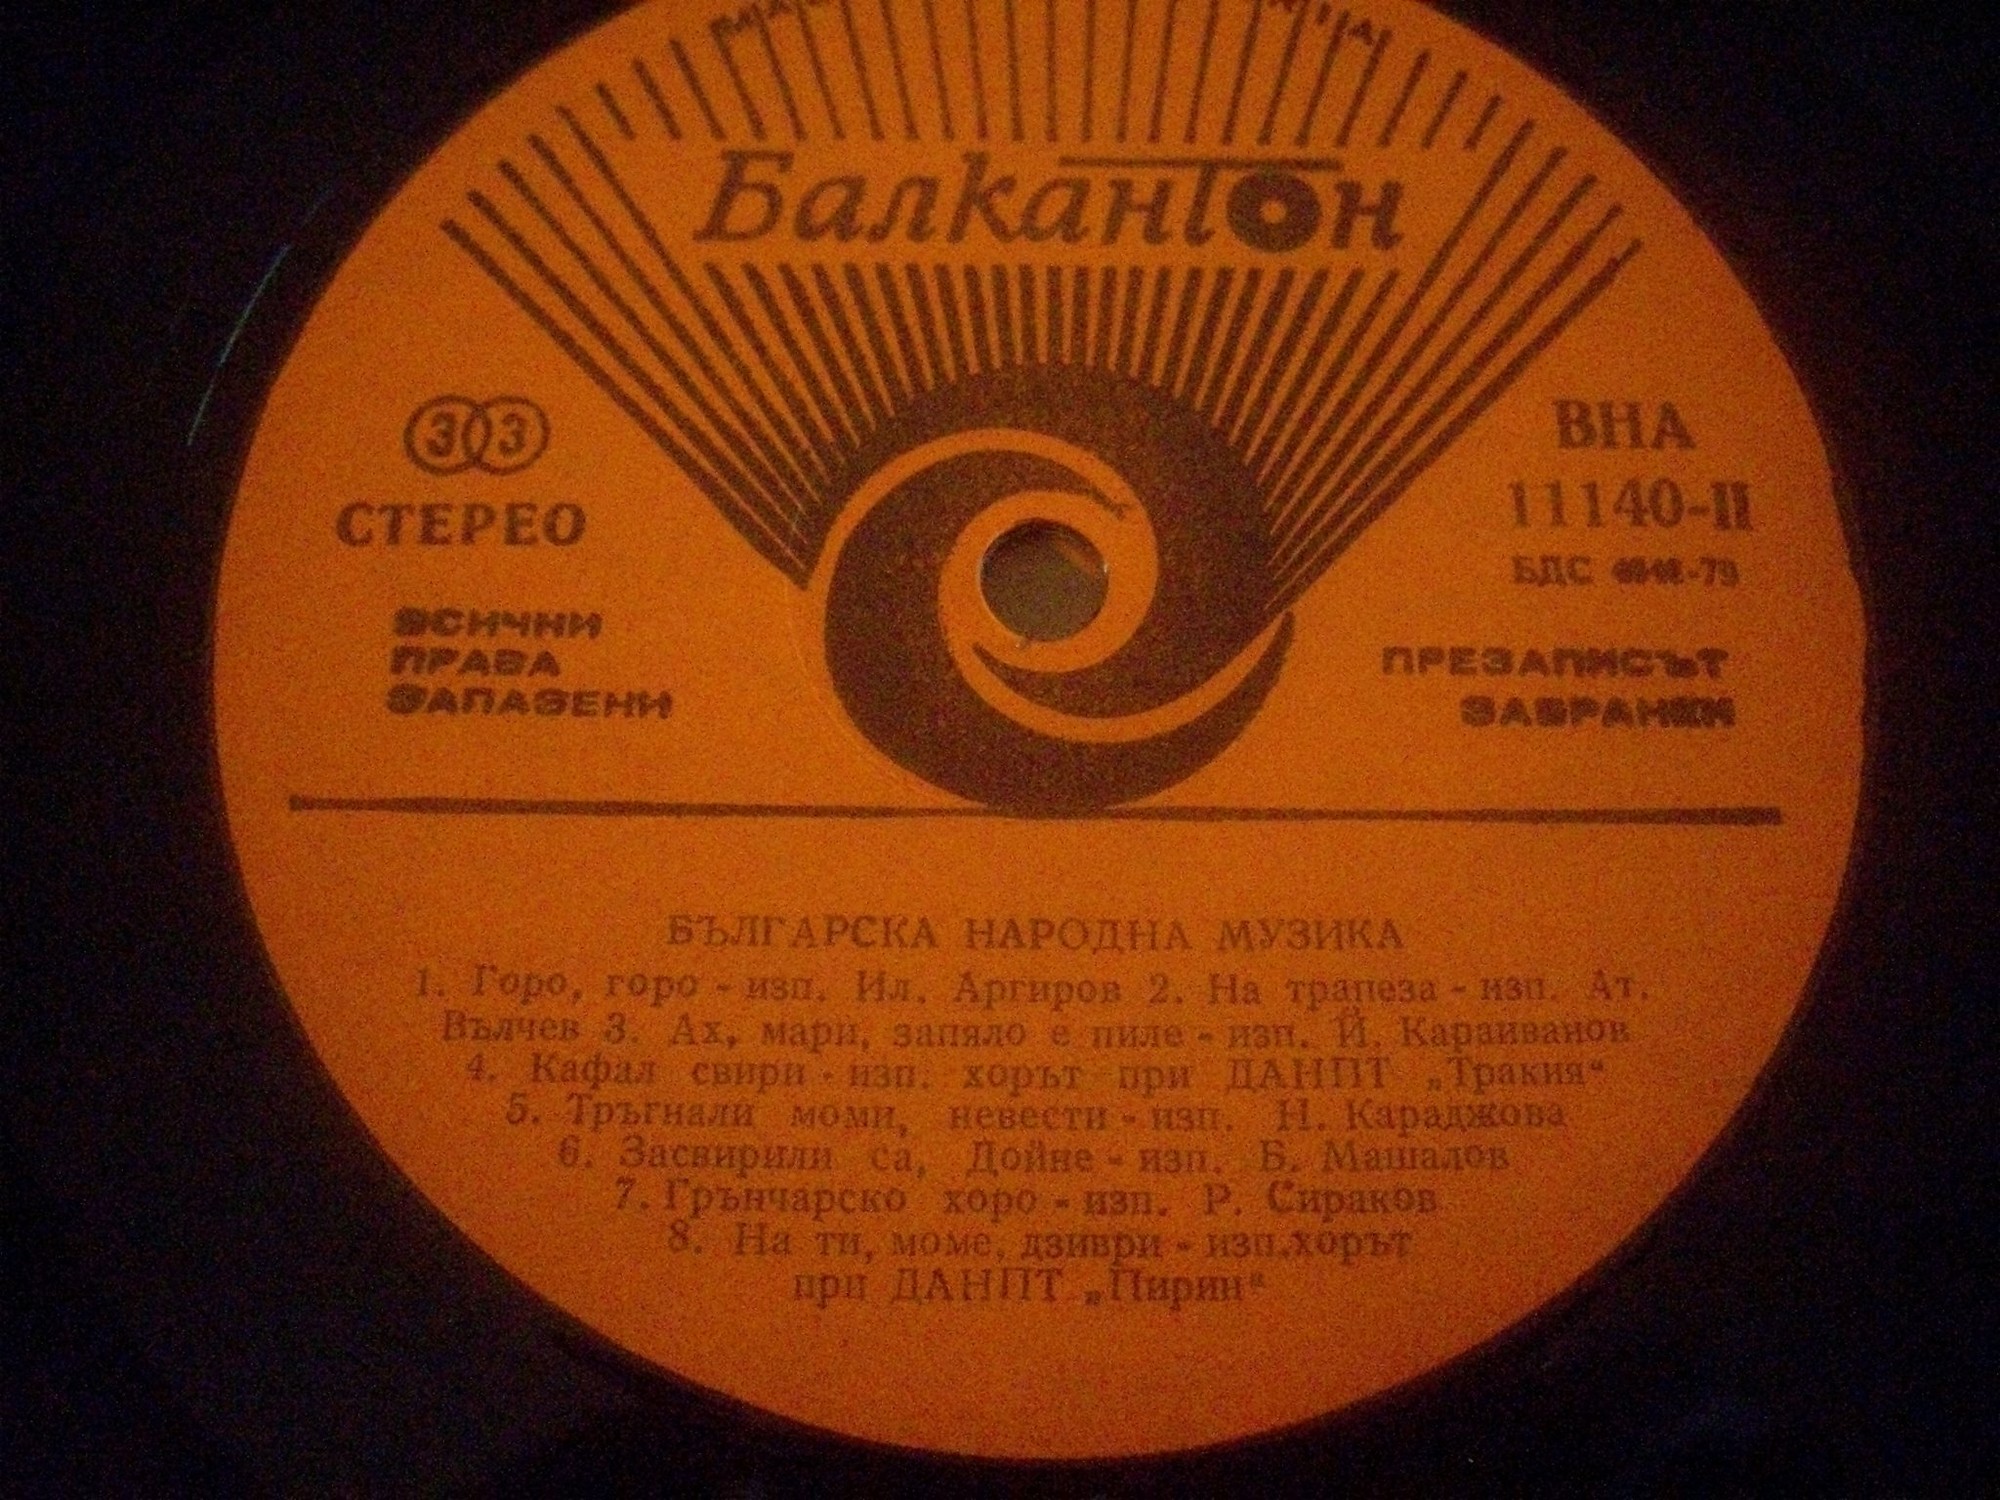 Балкантон
33
СТЕРЕО
ВСИЧНИ
ПРАВА
ЗАПАЗЕНИ
ВНА
11140-II
БДС
ПРЕЗАПИСЪТ
ЗАБРАНЕН
БЪЛГАРСКА НАРОДНА МУЗИКА
1. Горо, горо - изп. Ил. Аргиров 2. На трапеза - изп. Ат.
Вълчев 3. Ах, мари, запяло е пиле - изп. Й. Караиванов
4. Кафал свири - изп. хорът при ДАНПТ „Тракия“
5. Тръгнали моми, невести - изп. Н. Караджова
6. Засвирили са, Дойне - изп. Б. Машалов
7. Грънчарско хоро - изп. Р. Сираков
8. На ти, моме, дзиври - изп.хорът
при ДАНПТ „Пирин“